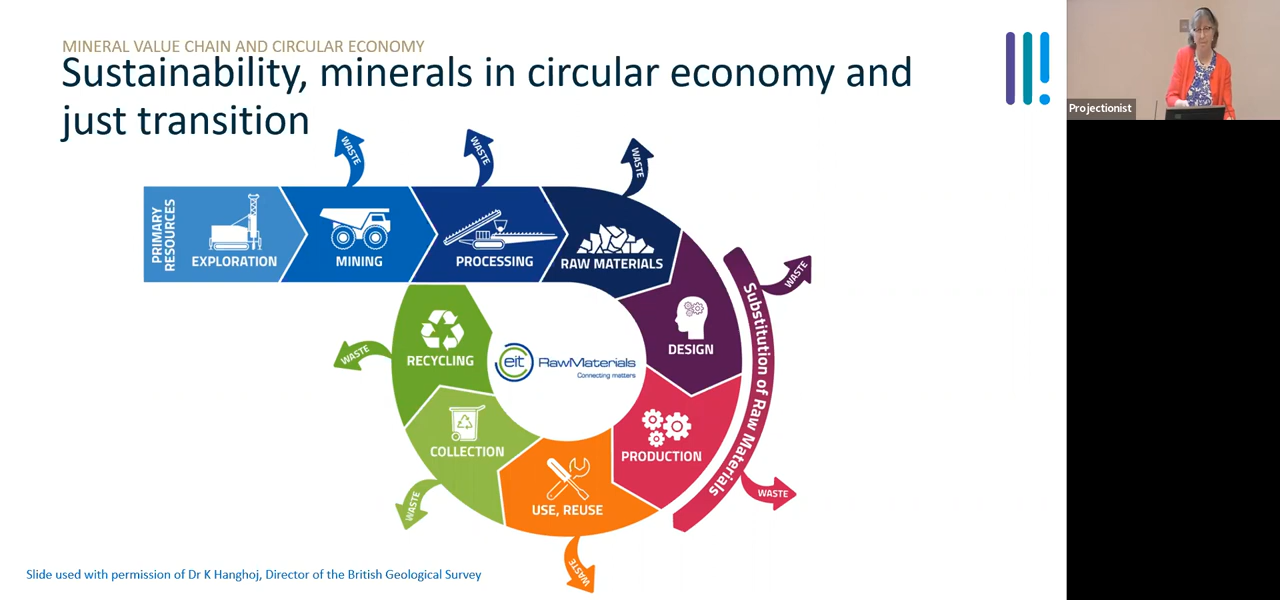 MINERAL VALUE CHAIN AND CIRCULAR ECONOMY
Sustainability, minerals in circular economy and
just transition
Projectionist
WASTE
WASTE
WASTE
PRIMARY
RESOURCES
EXPLORATION
MINING
PROCESSING
RAW MATERIALS
WASTE
Substitution of Raw Materials
DESIGN
WASTE
RECYCLING
eit RawMaterials
Connecting matters
PRODUCTION
COLLECTION
WASTE
WASTE
USE, REUSE
WASTE
Slide used with permission of Dr K Hanghoj, Director of the British Geological Survey